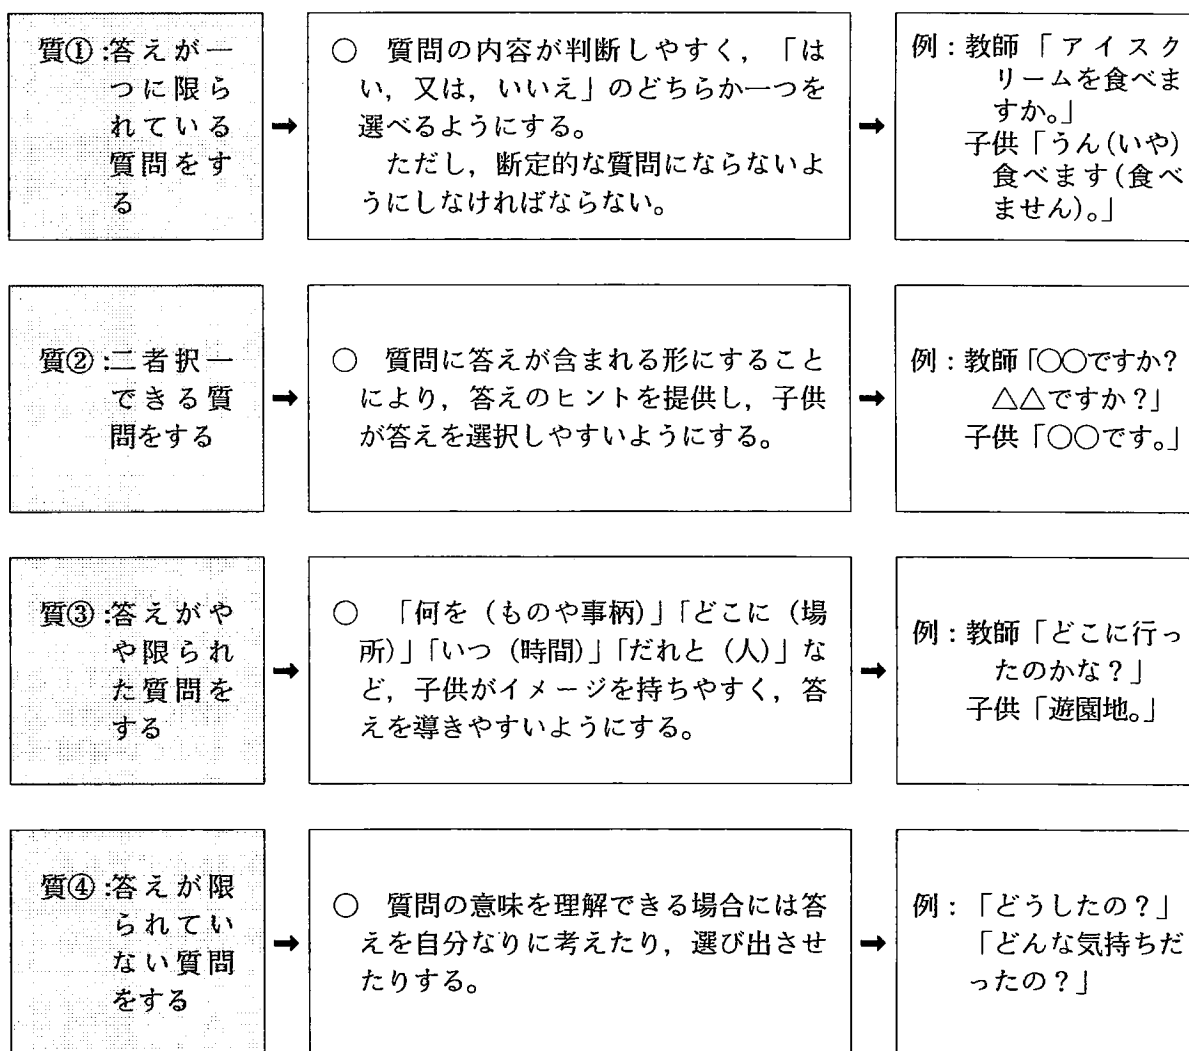 質①：答えが一
つに限ら
れている
質問をす
る
➡
○　質問の内容が判断しやすく，「は
い，又は，いいえ」のどちらか一つを
選べるようにする。
ただし，断定的な質問にならないよ
うにしなければならない。
➡
例：教師「アイスク
リームを食べま
すか。」
子供「うん(いや)
食べます(食べ
ません)。」
質②：二者択一
できる質
問をする
➡
○　質問に答えが含まれる形にすること
により，答えのヒントを提供し，子供
が答えを選択しやすいようにする。
➡
例：教師「○○ですか？
△△ですか？」
子供「○○です。」
質③：答えがや
や限られ
た質問を
する
➡
○　「何を（ものや事柄）」「どこに（場
所）」「いつ（時間）」「だれと（人）」な
ど，子供がイメージを持ちやすく，答
えを導きやすいようにする。
➡
例：教師「どこに行っ
たのかな？」
子供「遊園地。」
質④：答えが限
られてい
ない質問
をする
➡
○　質問の意味を理解できる場合には答
えを自分なりに考えたり，選び出させ
たりする。
➡
例：「どうしたの？」
「どんな気持ちだ
ったの？」